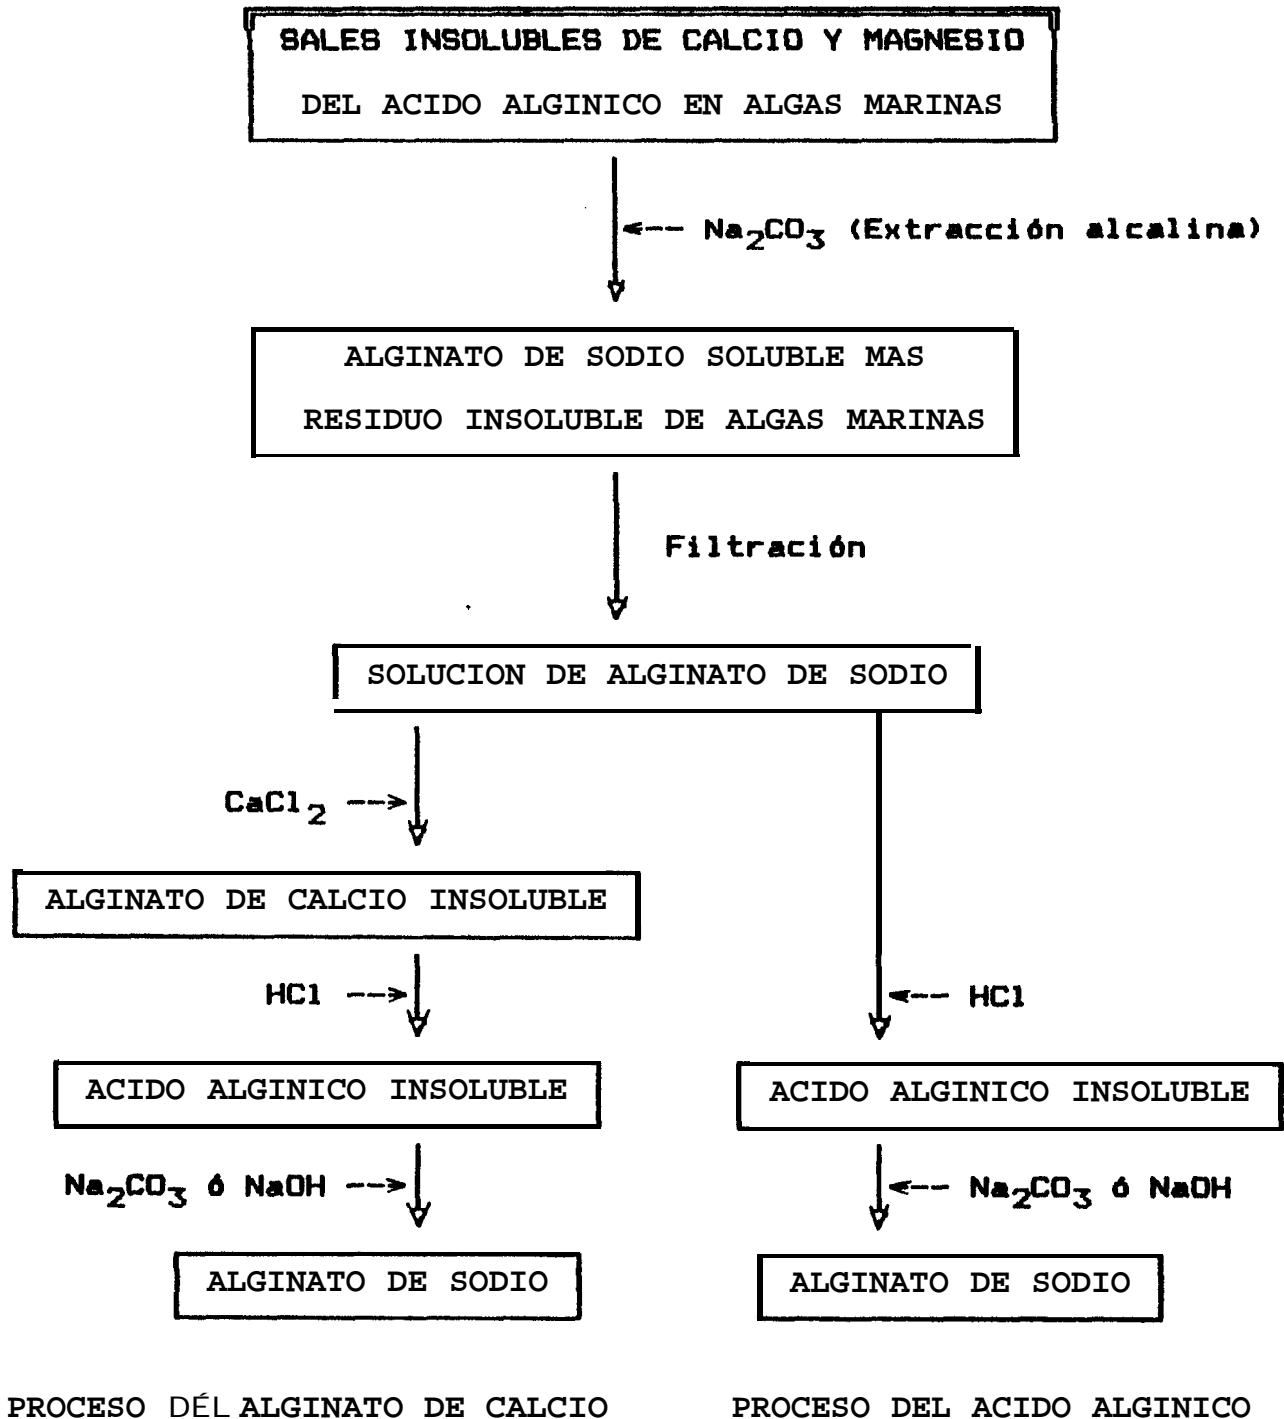 SALES INSOLUBLES DE CALCIO Y MAGNESIO
DEL ACIDO ALGINICO EN ALGAS MARINAS
<-- Na2CO3 (Extracción alcalina)
ALGINATO DE SODIO SOLUBLE MAS
RESIDUO INSOLUBLE DE ALGAS MARINAS
Filtración
SOLUCION DE ALGINATO DE SODIO
CaCl2 -->
ALGINATO DE CALCIO INSOLUBLE
HCl -->
<-- HCl
ACIDO ALGINICO INSOLUBLE
ACIDO ALGINICO INSOLUBLE
Na2CO3 ó NaOH -->
<-- Na2CO3 ó NaOH
ALGINATO DE SODIO
ALGINATO DE SODIO
PROCESO DÉL ALGINATO DE CALCIO
PROCESO DEL ACIDO ALGINICO